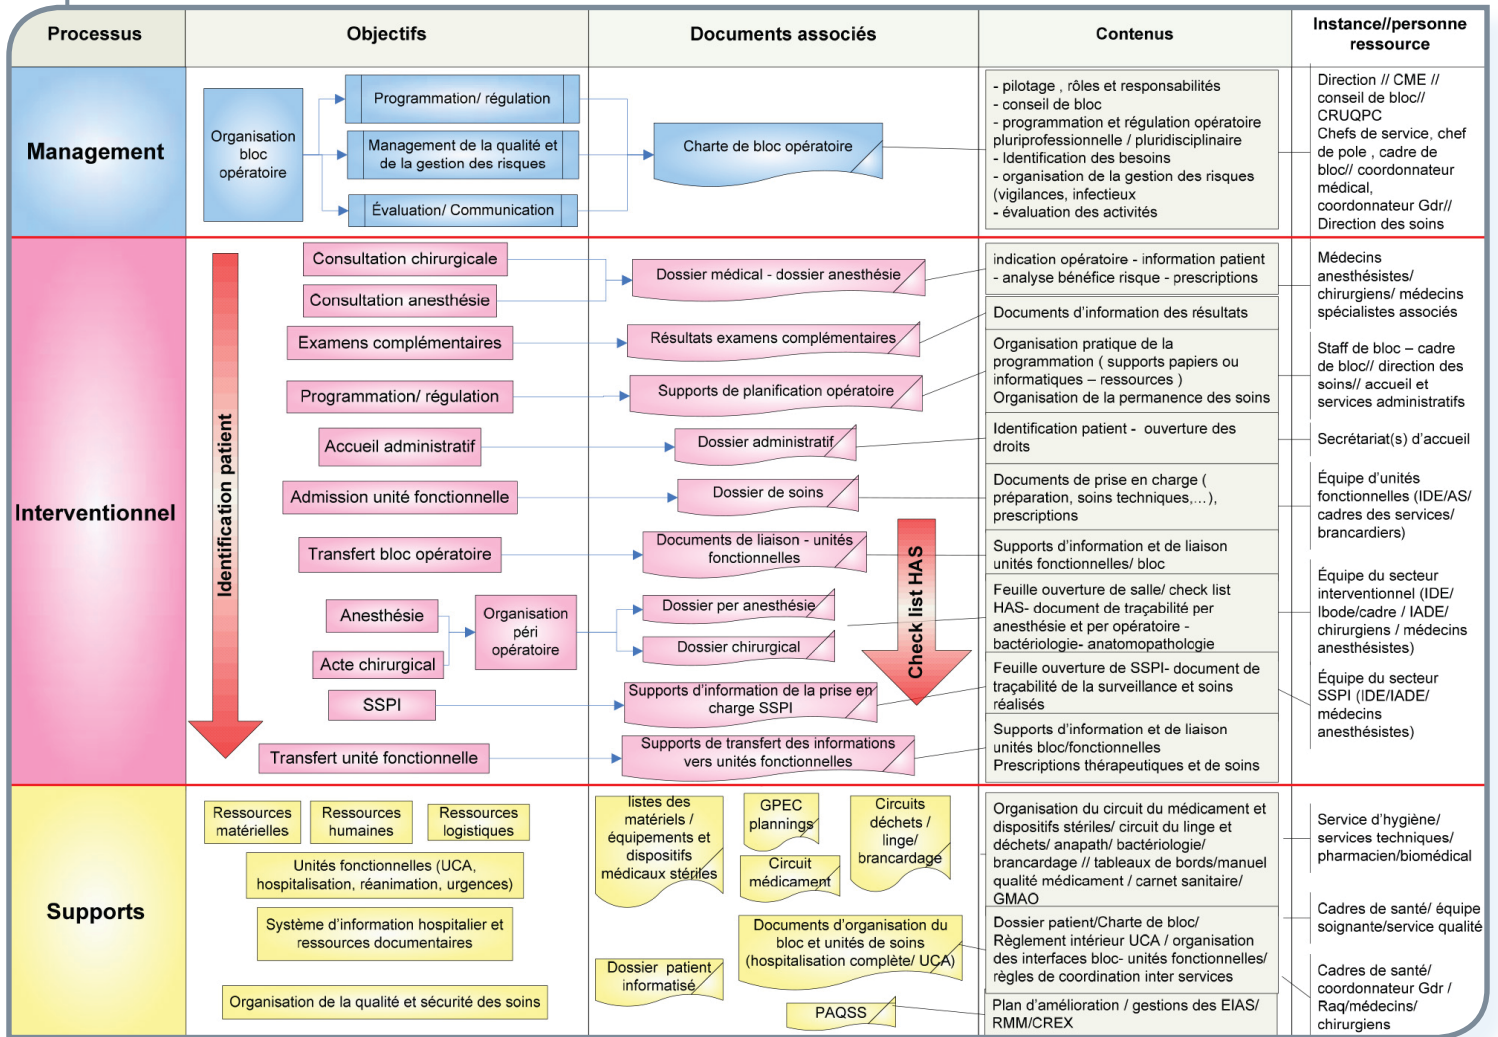 Processus
Objectifs
Documents associés
Contenus
Instance//personne
ressource
Management
Organisation
bloc
opératoire
Programmation/ régulation
Management de la qualité et
de la gestion des risques
Évaluation/ Communication
Charte de bloc opératoire
- pilotage , rôles et responsabilités
- conseil de bloc
- programmation et régulation opératoire
pluriprofessionnelle / pluridisciplinaire
- Identification des besoins
- organisation de la gestion des risques
(vigilances, infectieux
- évaluation des activités
Direction // CME //
conseil de bloc//
CRUQPC
Chefs de service, chef
de pole , cadre de
bloc// coordonnateur
médical,
coordonnateur Gdr//
Direction des soins
Interventionnel
Identification patient
Consultation chirurgicale
Consultation anesthésie
Examens complémentaires
Programmation/ régulation
Accueil administratif
Admission unité fonctionnelle
Transfert bloc opératoire
Anesthésie
Acte chirurgical
Organisation
péri
opératoire
SSPI
Transfert unité fonctionnelle
Dossier médical - dossier anesthésie
Résultats examens complémentaires
Supports de planification opératoire
Dossier administratif
Dossier de soins
Documents de liaison - unités
fonctionnelles
Dossier per anesthésie
Dossier chirurgical
Supports d'information de la prise en
charge SSPI
Supports de transfert des informations
vers unités fonctionnelles
Check list HAS
indication opératoire - information patient
- analyse bénéfice risque - prescriptions
Documents d'information des résultats
Organisation pratique de la
programmation ( supports papiers ou
informatiques – ressources )
Organisation de la permanence des soins
Identification patient - ouverture des
droits
Documents de prise en charge (
préparation, soins techniques,…),
prescriptions
Supports d'information et de liaison
unités fonctionnelles/ bloc
Feuille ouverture de salle/ check list
HAS- document de traçabilité per
anesthésie et per opératoire -
bactériologie- anatomopathologie
Feuille ouverture de SSPI- document de
traçabilité de la surveillance et soins
réalisés
Supports d'information et de liaison
unités bloc/fonctionnelles
Prescriptions thérapeutiques et de soins
Médecins
anesthésistes/
chirurgiens/ médecins
spécialistes associés
Staff de bloc – cadre
de bloc// direction des
soins// accueil et
services administratifs
Secrétariat(s) d'accueil
Équipe d'unités
fonctionnelles (IDE/AS/
cadres des services/
brancardiers)
Équipe du secteur
interventionnel (IDE/
Ibode/cadre / IADE/
chirurgiens / médecins
anesthésistes)
Équipe du secteur
SSPI (IDE/IADE/
médecins
anesthésistes)
Supports
Ressources
matérielles
Ressources
humaines
Ressources
logistiques
Unités fonctionnelles (UCA,
hospitalisation, réanimation, urgences)
Système d'information hospitalier et
ressources documentaires
Organisation de la qualité et sécurité des soins
listes des
matériels /
équipements et
dispositifs
médicaux stériles
GPEC
plannings
Circuit
médicament
Circuits
déchets /
linge/
brancardage
Documents d'organisation du
bloc et unités de soins
(hospitalisation complète/ UCA)
Dossier patient
informatisé
PAQSS
Organisation du circuit du médicament et
dispositifs stériles/ circuit du linge et
déchets/ anapath/ bactériologie/
brancardage // tableaux de bords/manuel
qualité médicament / carnet sanitaire/
GMAO
Dossier patient/Charte de bloc/
Règlement intérieur UCA / organisation
des interfaces bloc- unités fonctionnelles/
règles de coordination inter services
Plan d'amélioration / gestions des EIAS/
RMM/CREX
Service d'hygiène/
services techniques/
pharmacien/biomédical
Cadres de santé/ équipe
soignante/service qualité
Cadres de santé/
coordonnateur Gdr /
Raq/médecins/
chirurgiens